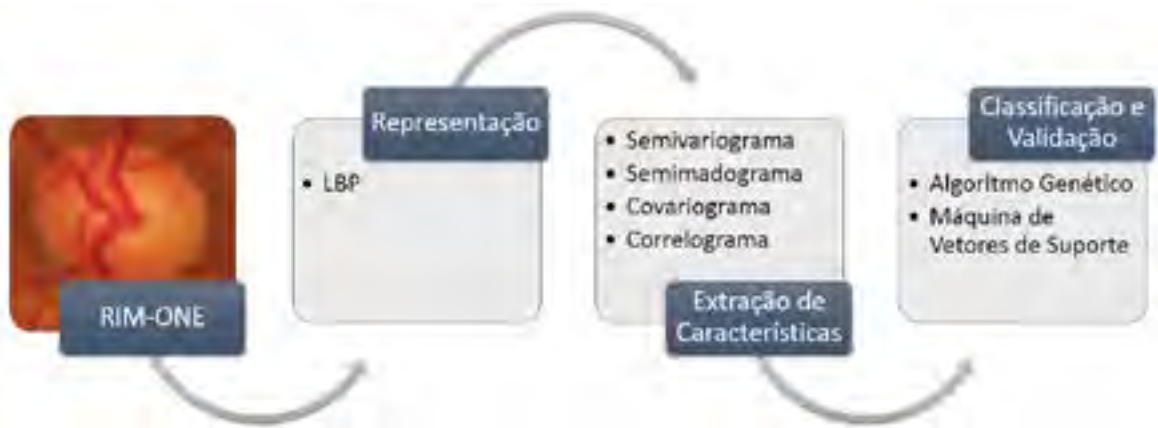 RIM-ONE
Representação
• LBP
• Semivariograma
• Semimadograma
• Covariograma
• Correlograma
Extração de
Características
Classificação e
Validação
• Algoritmo Genético
• Máquina de
Vetores de Suporte